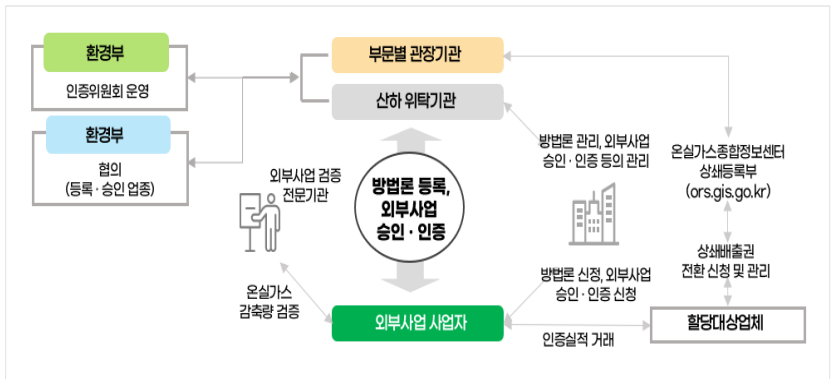 환경부
인증위원회 운영
환경부
협의
(등록 · 승인 업종)
부문별 관장기관
산하 위탁기관
외부사업 검증
전문기관
방법론 등록,
외부사업
승인 · 인증
방법론 관리, 외부사업
승인 · 인증 등의 관리
온실가스종합정보센터
상쇄등록부
(ors.gis.go.kr)
상쇄배출권
전환 신청 및 관리
온실가스
감축량 검증
방법론 신정, 외부사업
승인 · 인증 신청
외부사업 사업자
인증실적 거래
할당대상업체